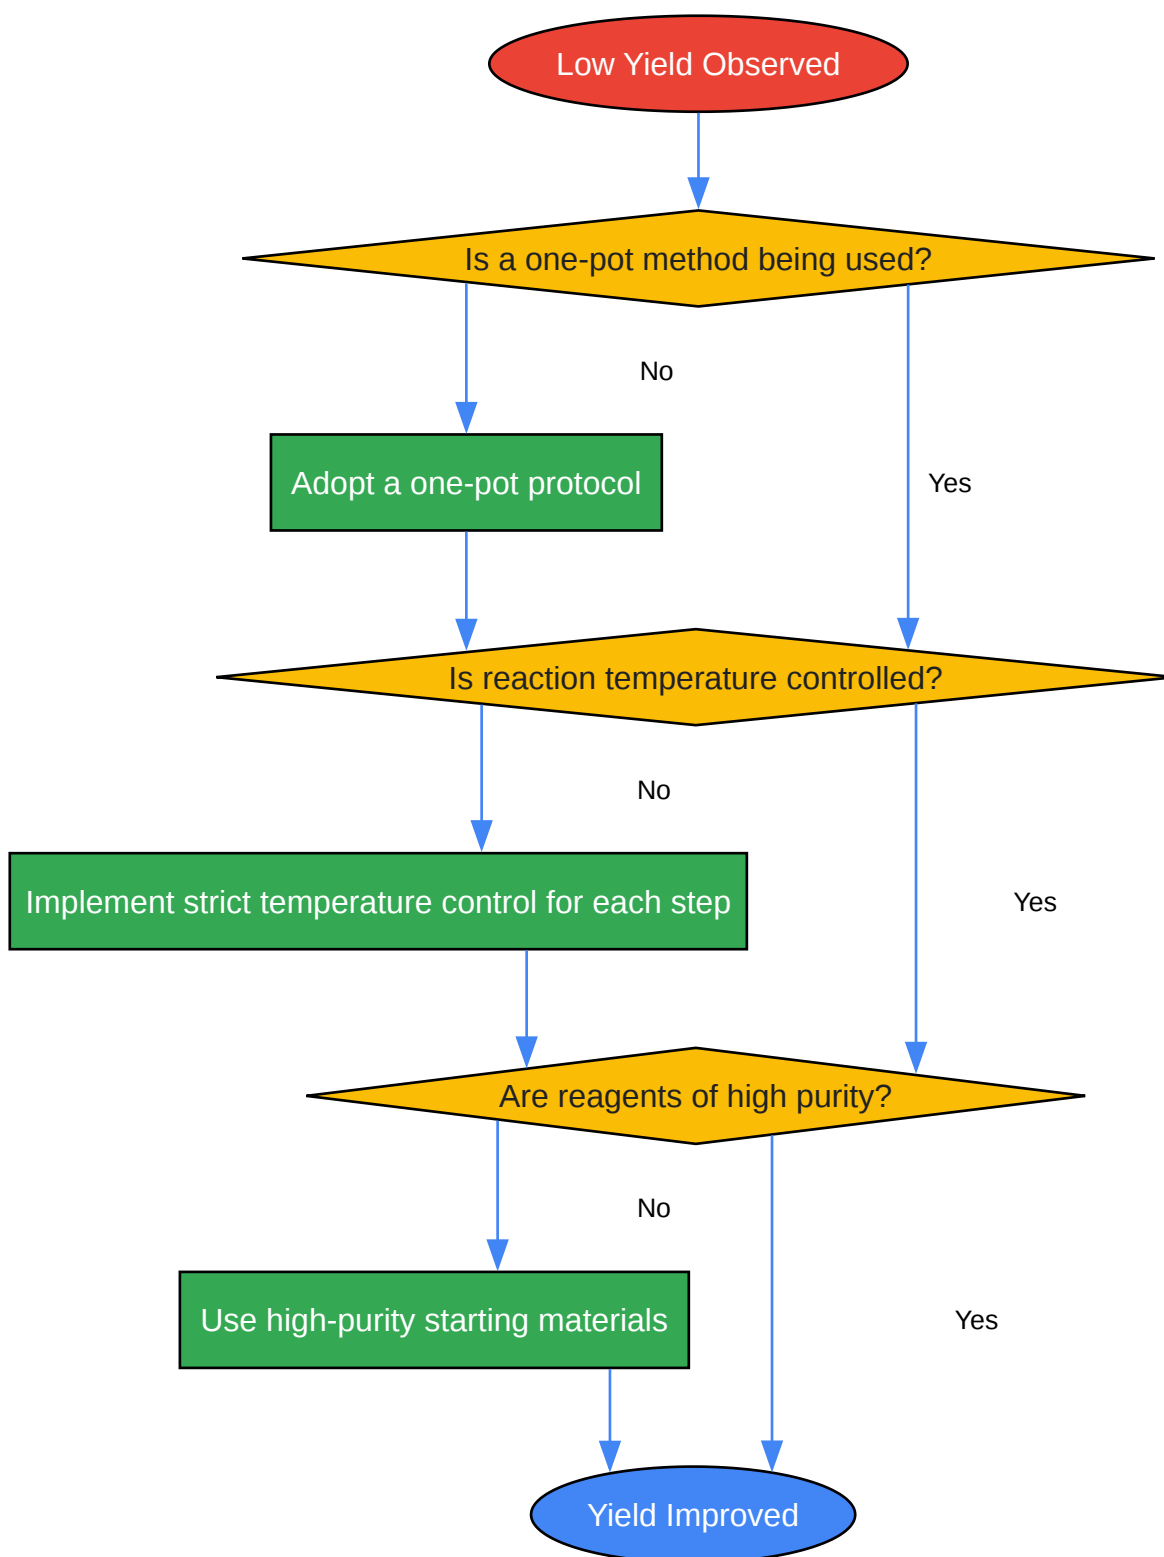 Low Yield Observed
Is a one-pot method being used?
No
Adopt a one-pot protocol
Yes
Is reaction temperature controlled?
No
Implement strict temperature control for each step
Yes
Are reagents of high purity?
No
Use high-purity starting materials
Yes
Yield Improved